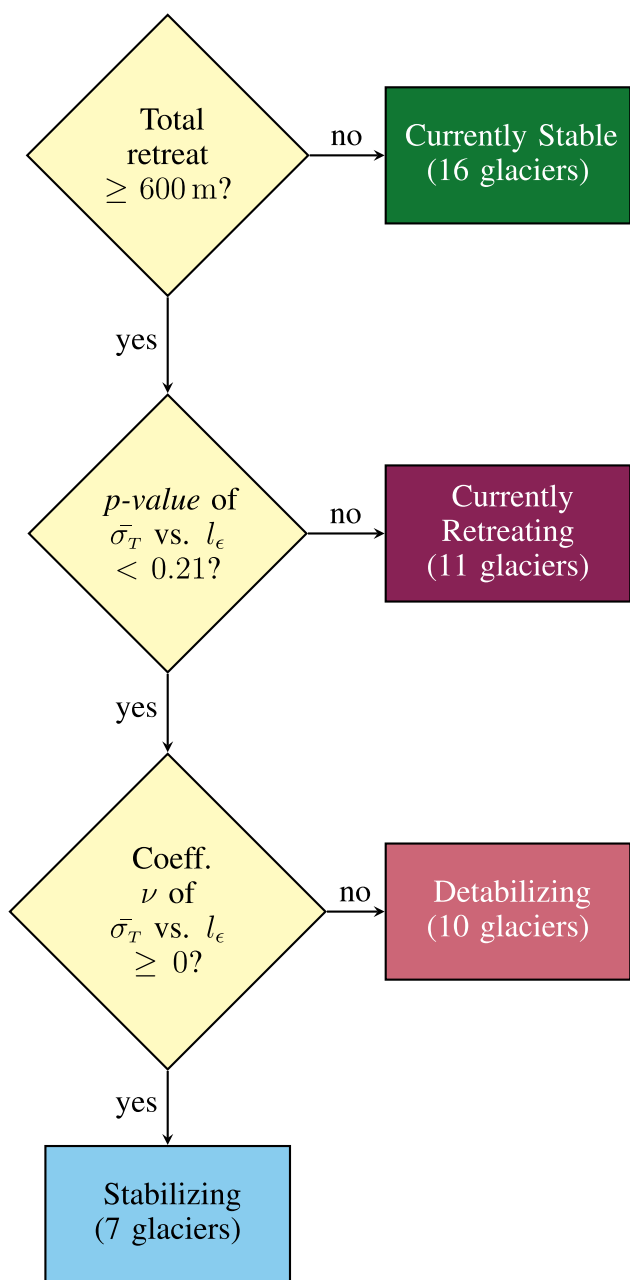 Total
retreat
≥ 600 m?
no
Currently Stable
(16 glaciers)
yes
p-value of
σ̄_T vs. l_ϵ
< 0.21?
no
Currently
Retreating
(11 glaciers)
yes
Coeff.
ν of
σ̄_T vs. l_ϵ
≥ 0?
no
Detabilizing
(10 glaciers)
yes
Stabilizing
(7 glaciers)